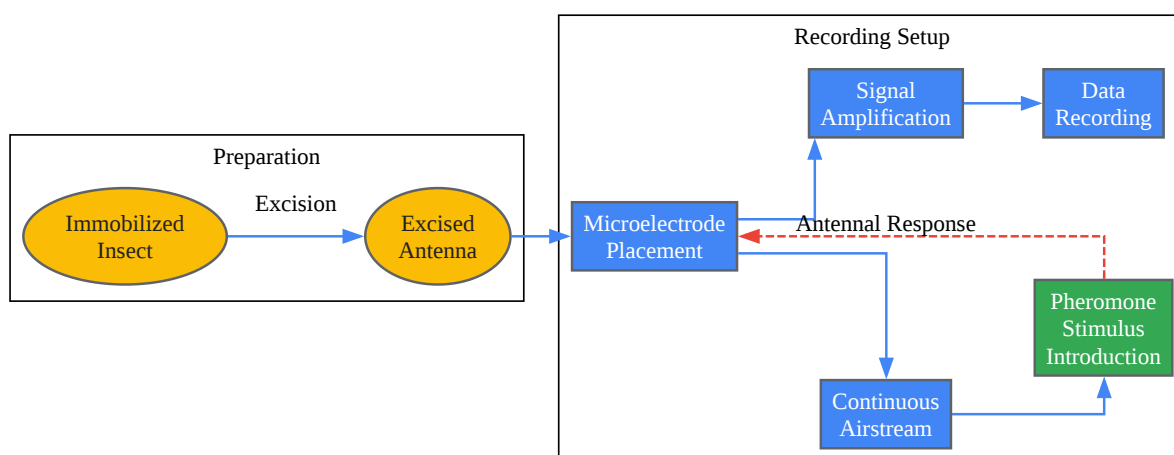 Preparation
Immobilized
Insect
Excision
Excised
Antenna
Recording Setup
Microelectrode
Placement
Signal
Amplification
Data
Recording
Antennal Response
Pheromone
Stimulus
Introduction
Continuous
Airstream